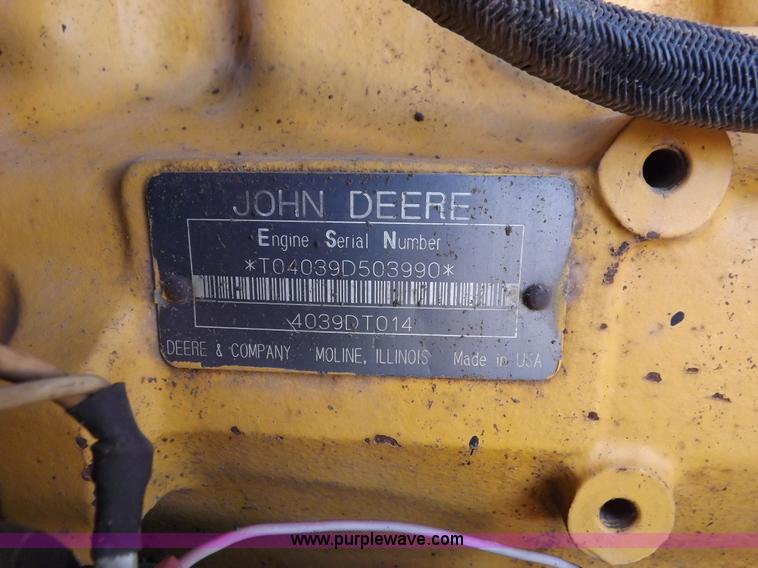 JOHN DEERE
Engine Serial Number
*T04039D503990*
4039DT014
DEERE & COMPANY MOLINE, ILLINOIS Made in USA
www.purplewave.com